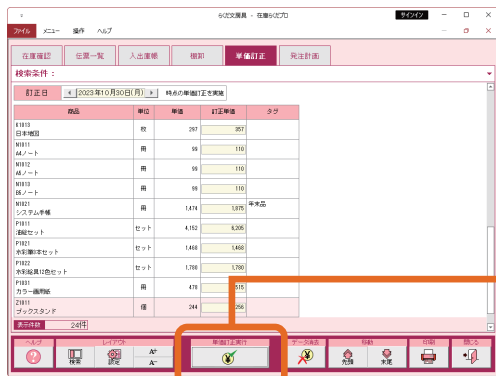 らくだ文房具 - 在庫らくだプロ サインイン
ファイル メニュー 操作 ヘルプ
在庫確認 伝票一覧 入出庫帳 棚卸 単価訂正 発注計画
検索条件：
訂正日 2023年10月30日(月) 時点の単価訂正を実施
商品 単位 単価 訂正単価 タグ
K1013
日本地図 枚 297 357
N1011
A4ノート 冊 99 110
N1012
A5ノート 冊 99 110
N1013
B5ノート 冊 99 110
N1021
システム手帳 冊 1,474 1,875 年末品
P1011
油絵セット セット 4,152 6,205
P1021
水彩筆8本セット セット 1,468 1,468
P1022
水彩絵具12色セット セット 1,780 1,780
P1031
カラー画用紙 冊 478 515
Z1011
ブックスタンド 個 244 256
表示件数 241件
ヘルプ レイアウト 単価訂正実行 データ消去 移動 印刷 閉じる
検索 設定 A+ A- 先頭 末尾